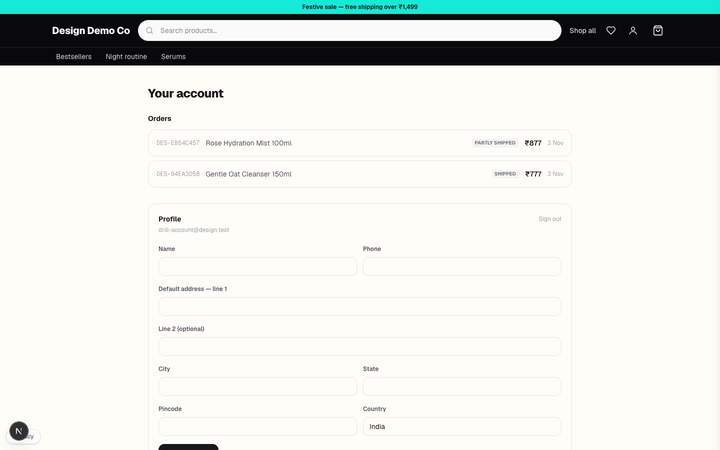 Festive sale — free shipping over ₹1,499
Design Demo Co
Search products…
Shop all
Bestsellers
Night routine
Serums
Your account
Orders
DES-E854C457 Rose Hydration Mist 100ml PARTLY SHIPPED ₹877 3 Nov
DES-94EA3D58 Gentle Oat Cleanser 150ml SHIPPED ₹777 3 Nov
Profile
Sign out
drill-account@design.test
Name
Phone
Default address — line 1
Line 2 (optional)
City
State
Pincode
Country
India
N